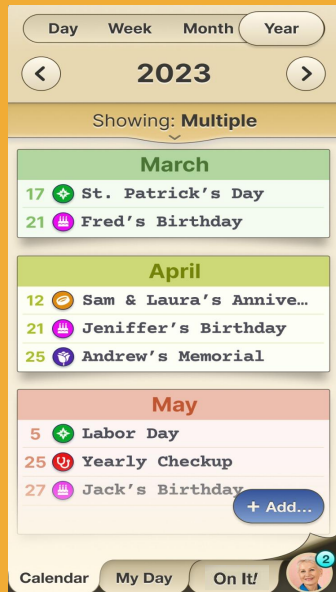 Day Week Month Year
2023
Showing: Multiple
March
17 St. Patrick's Day
21 Fred's Birthday
April
12 Sam & Laura's Annive…
21 Jeniffer's Birthday
25 Andrew's Memorial
May
5 Labor Day
25 Yearly Checkup
27 Jack's Birthday
+ Add...
2
Calendar My Day On It!